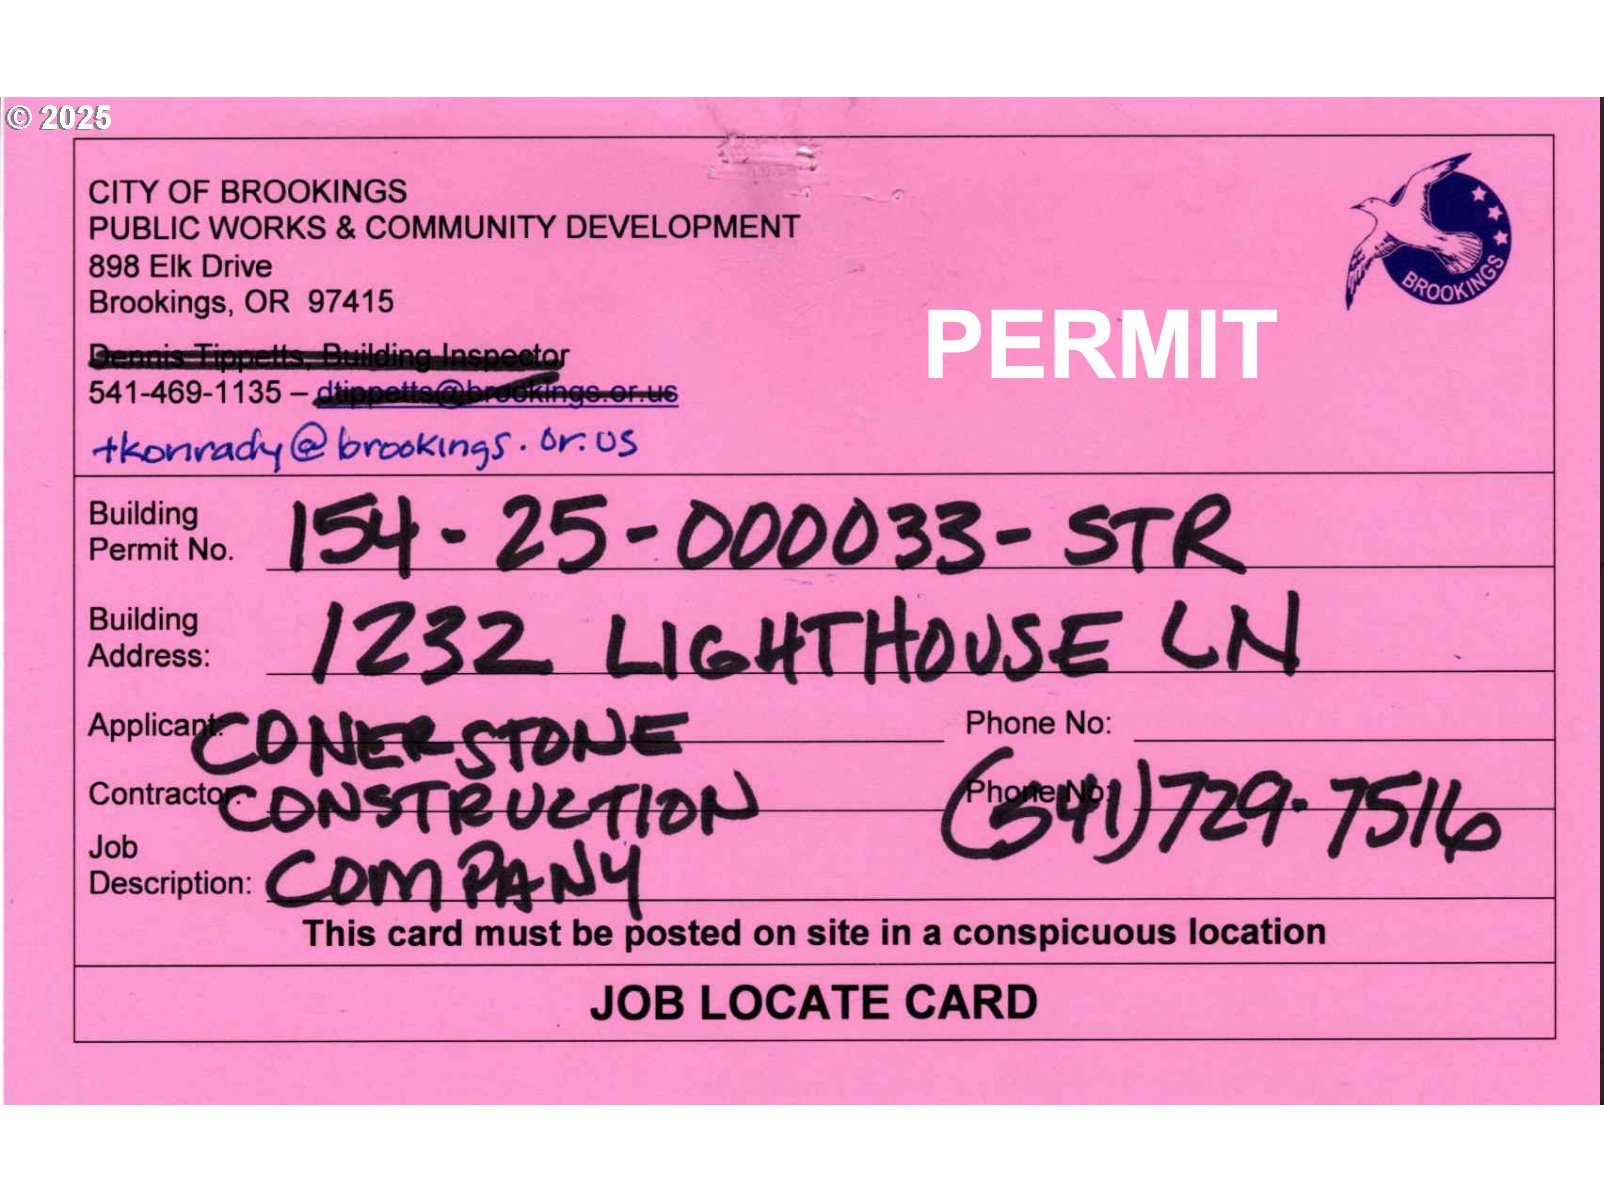 © 2025
CITY OF BROOKINGS
PUBLIC WORKS & COMMUNITY DEVELOPMENT
898 Elk Drive
Brookings, OR 97415
Dennis Tippetts, Building Inspector
541-469-1135 – dtippetts@brookings.or.us
tkonrady@brookings.or.us
BROOKINGS
PERMIT
Building
Permit No. 154-25-000033-STR
Building
Address: 1232 LIGHTHOUSE LN
Applicant: CONERSTONE Phone No:
Contractor: CONSTRUCTION Phone No: (541)729-7516
Job
Description: COMPANY
This card must be posted on site in a conspicuous location
JOB LOCATE CARD